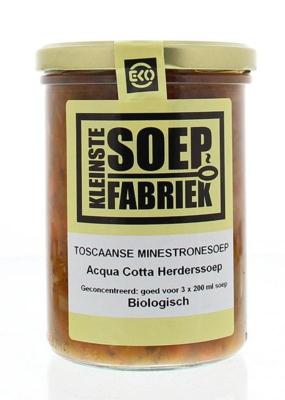 EKO
KLEINSTE
SOEP
FABRIEK
TOSCAANSE MINESTRONESOEP
Acqua Cotta Herderssoep
Geconcentreerd: goed voor 3 x 200 ml soep
Biologisch